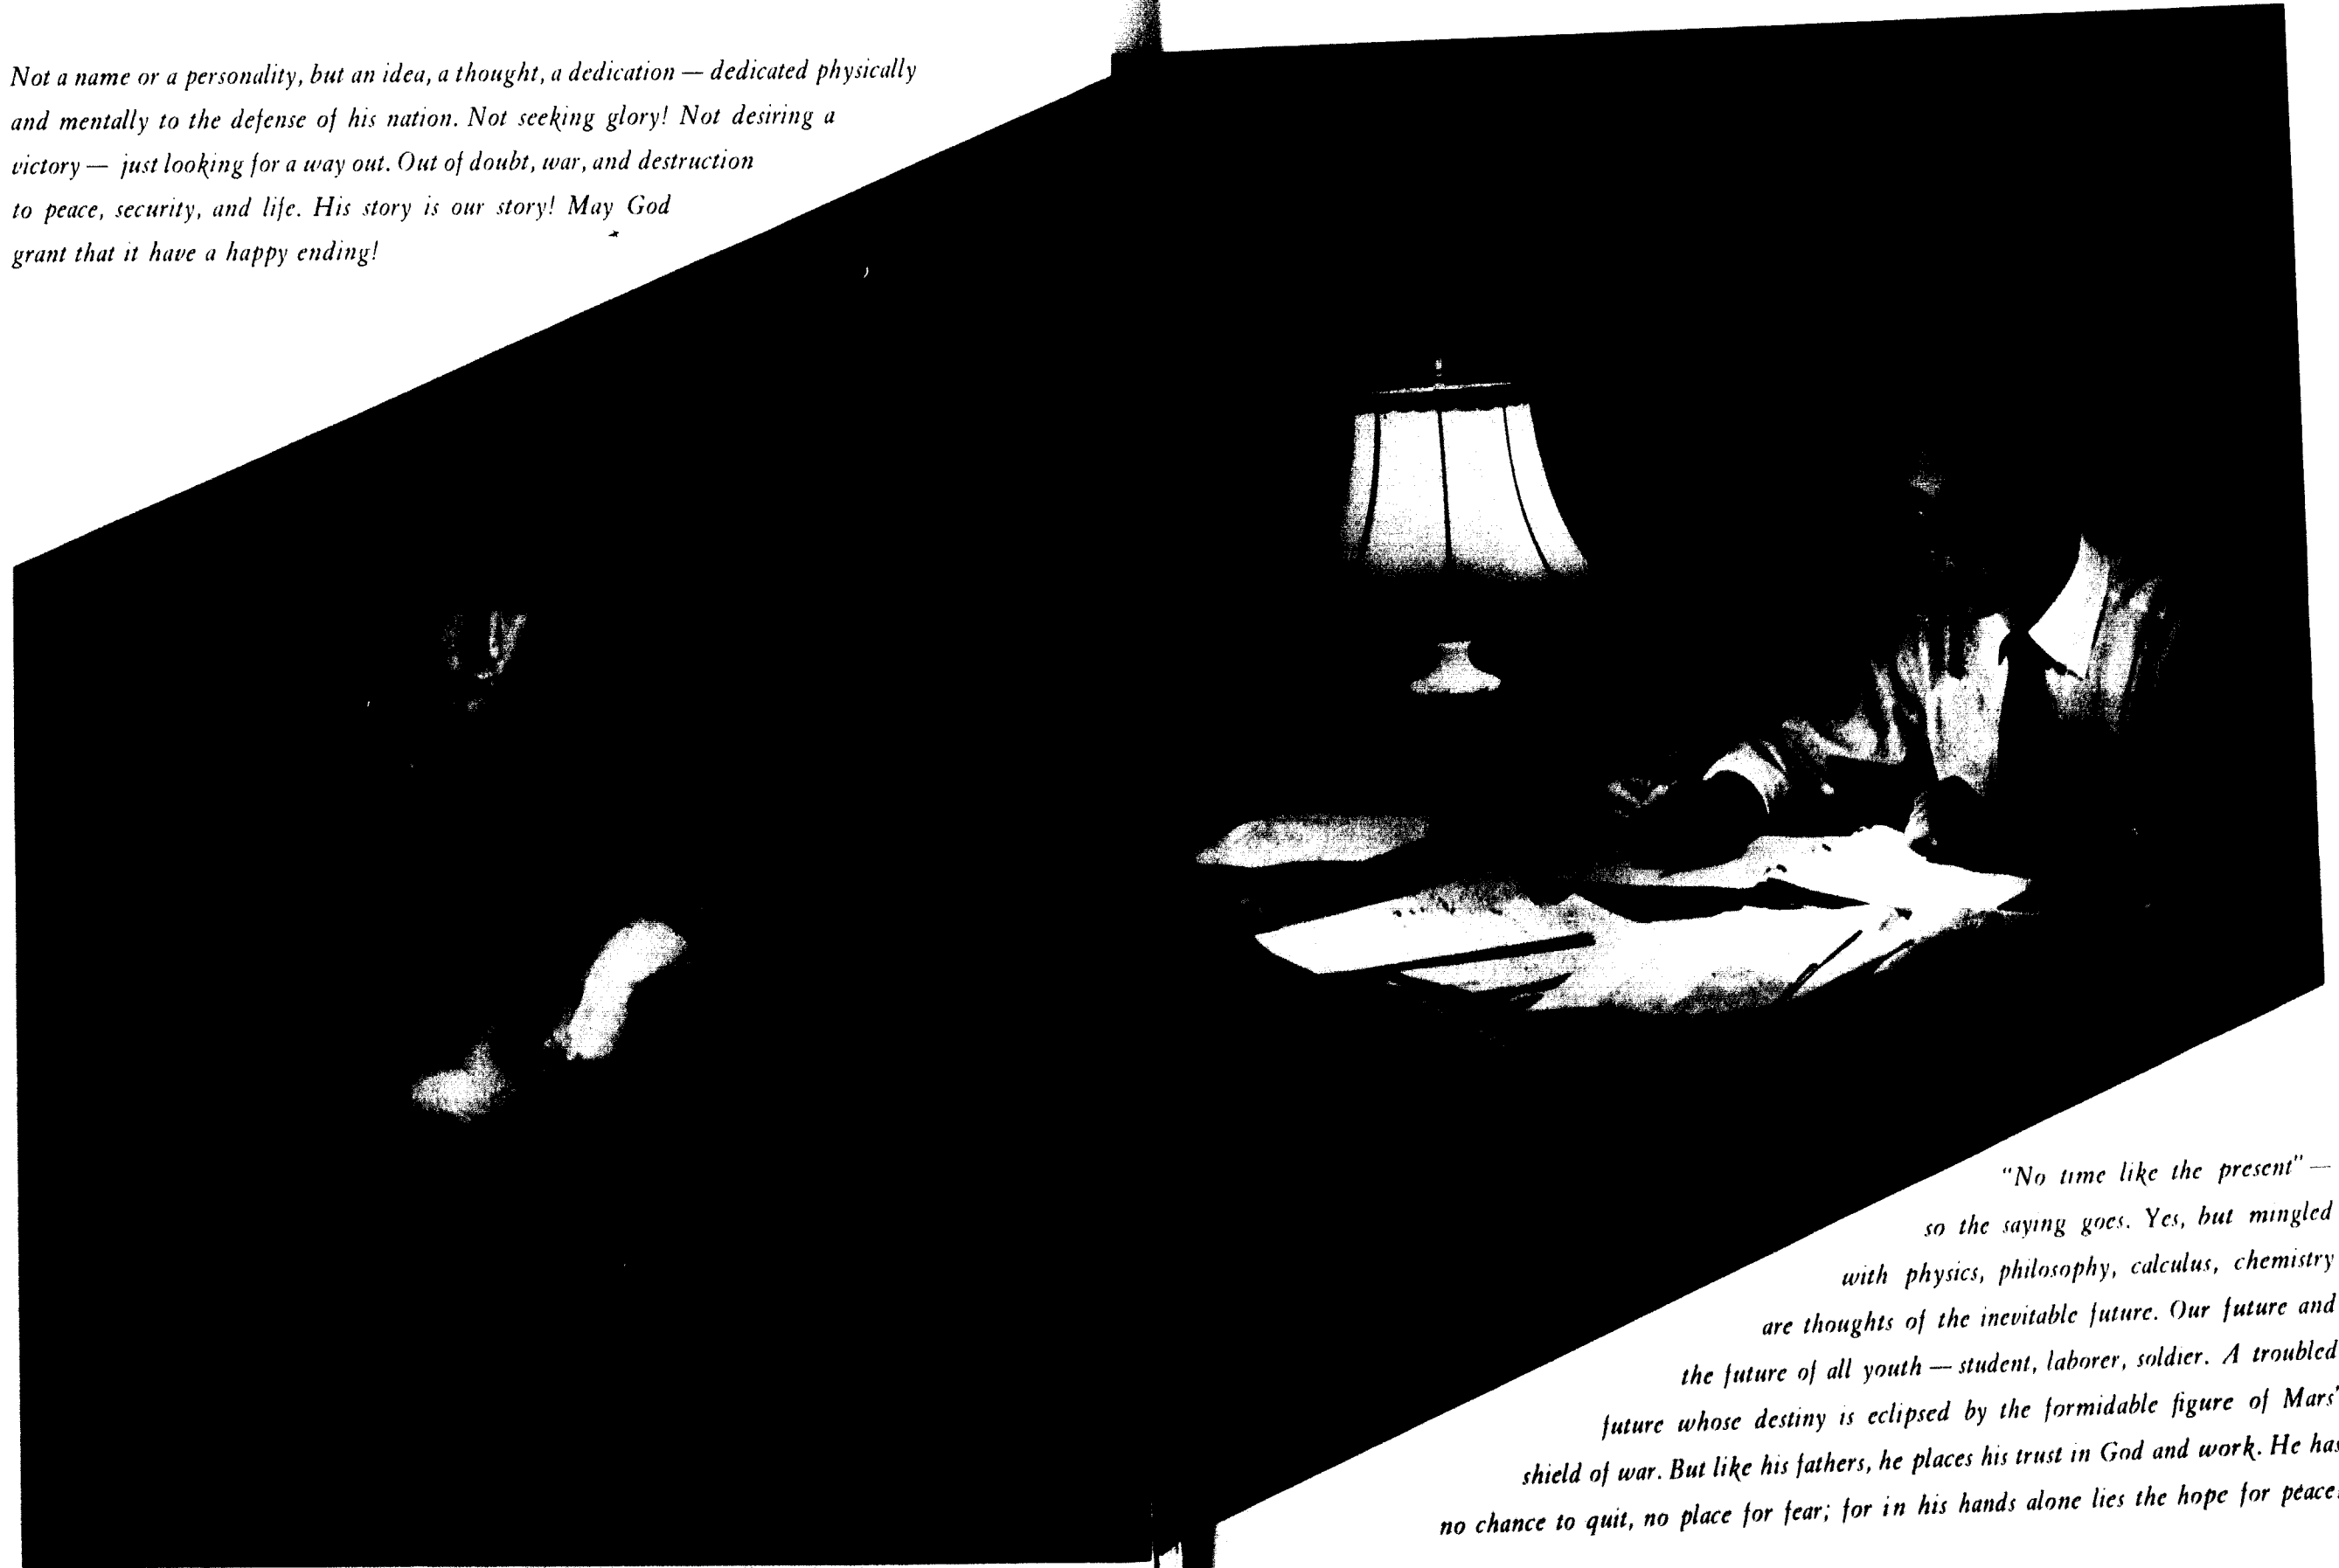 Not a name or a personality, but an idea, a thought, a dedication — dedicated physically
and mentally to the defense of his nation. Not seeking glory! Not desiring a
victory — just looking for a way out. Out of doubt, war, and destruction
to peace, security, and life. His story is our story! May God
grant that it have a happy ending!
"No time like the present" —
so the saying goes. Yes, but mingled
with physics, philosophy, calculus, chemistry
are thoughts of the inevitable future. Our future and
the future of all youth — student, laborer, soldier. A troubled
future whose destiny is eclipsed by the formidable figure of Mars'
shield of war. But like his fathers, he places his trust in God and work. He has
no chance to quit, no place for fear; for in his hands alone lies the hope for peace.